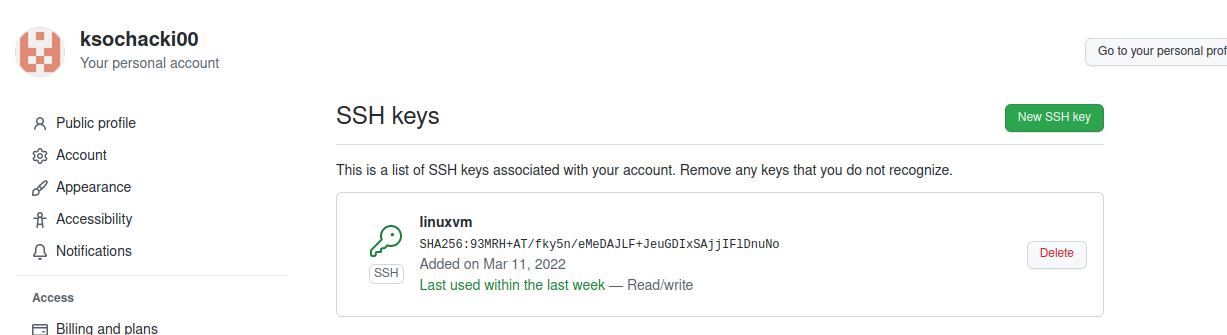 ksochacki00
Your personal account
Go to your personal prof
Public profile
Account
Appearance
Accessibility
Notifications
Access
Billing and plans
SSH keys
New SSH key
This is a list of SSH keys associated with your account. Remove any keys that you do not recognize.
linuxvm
SHA256:93MRH+AT/fky5n/eMeDAJLF+JeuGDIxSAjjIFlDnuNo
Added on Mar 11, 2022
Last used within the last week — Read/write
SSH
Delete